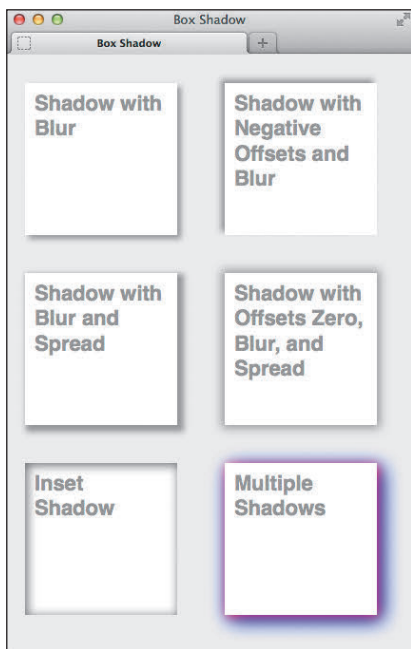 Box Shadow
Box Shadow
Shadow with
Blur
Shadow with
Negative
Offsets and
Blur
Shadow with
Blur and
Spread
Shadow with
Offsets Zero,
Blur, and
Spread
Inset
Shadow
Multiple
Shadows